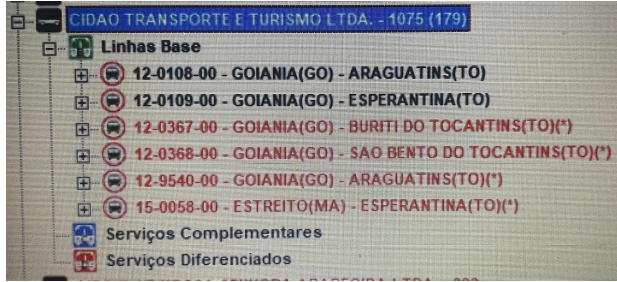 CIDAO TRANSPORTE E TURISMO LTDA. - 1075 (179)
Linhas Base
12-0108-00 - GOIANIA(GO) - ARAGUATINS(TO)
12-0109-00 - GOIANIA(GO) - ESPERANTINA(TO)
12-0367-00 - GOIANIA(GO) - BURITI DO TOCANTINS(TO)(*)
12-0368-00 - GOIANIA(GO) - SAO BENTO DO TOCANTINS(TO)(*)
12-9540-00 - GOIANIA(GO) - ARAGUATINS(TO)(*)
15-0058-00 - ESTREITO(MA) - ESPERANTINA(TO)(*)
Serviços Complementares
Serviços Diferenciados